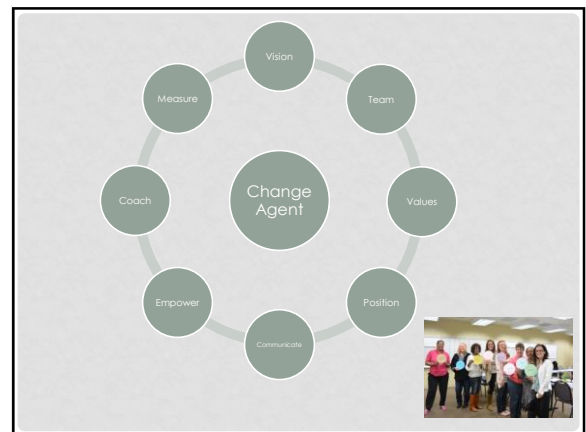 Vision
Team
Values
Position
Communicate
Empower
Coach
Measure
Change
Agent